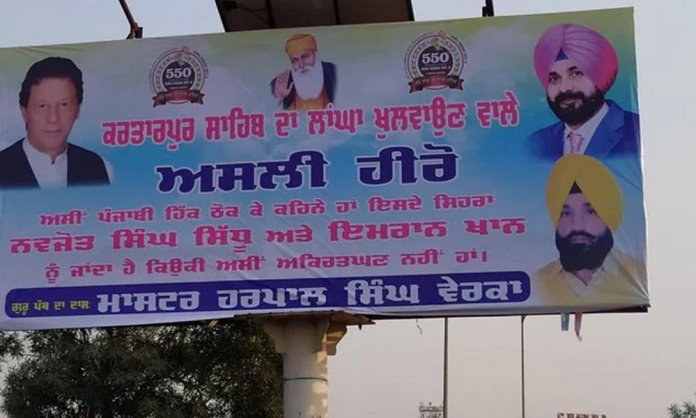 550
550
ਕਰਤਾਰਪੁਰ ਸਾਹਿਬ ਦਾ ਲਾਂਘਾ ਖੁਲਵਾਉਣ ਵਾਲੇ
ਅਸਲੀ ਹੀਰੋ
ਅਸੀਂ ਪੰਜਾਬੀ ਹਿੱਕ ਠੋਕ ਕੇ ਕਹਿਨੇ ਹਾਂ ਇਸਦੇ ਸਿਹਰਾ
ਨਵਜੋਤ ਸਿੰਘ ਸਿੱਧੂ ਅਤੇ ਇਮਰਾਨ ਖਾਨ
ਨੂੰ ਜਾਂਦਾ ਹੈ ਕਿਉਕੀ ਅਸੀਂ ਅਕਿਰਤਘਣ ਨਹੀਂ ਹਾਂ।
ਗੁਰੂ ਪੰਥ ਦਾ ਦਾਸ: ਮਾਸਟਰ ਹਰਪਾਲ ਸਿੰਘ ਵੇਰਕਾ